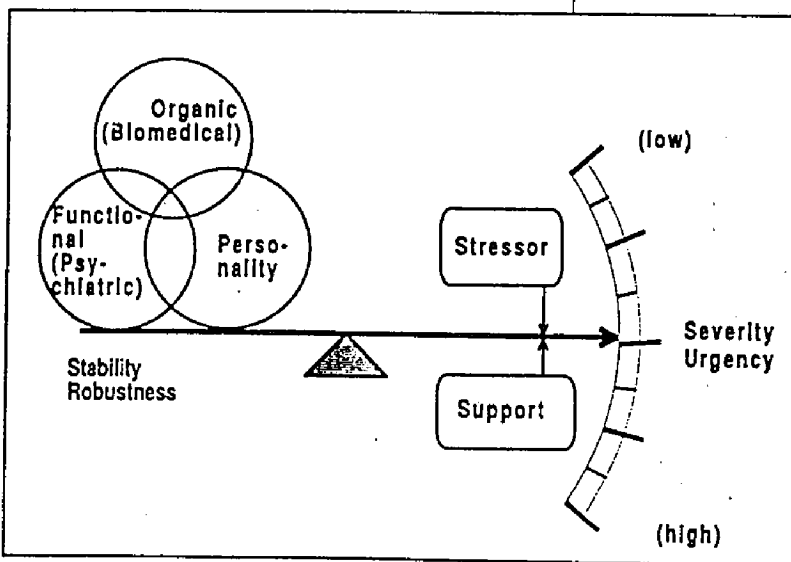 Organic
(Biomedical)
Functio-
nal
(Psy-
chiatric)
Perso-
nality
Stability
Robustness
Stressor
Support
(low)
Severity
Urgency
(high)